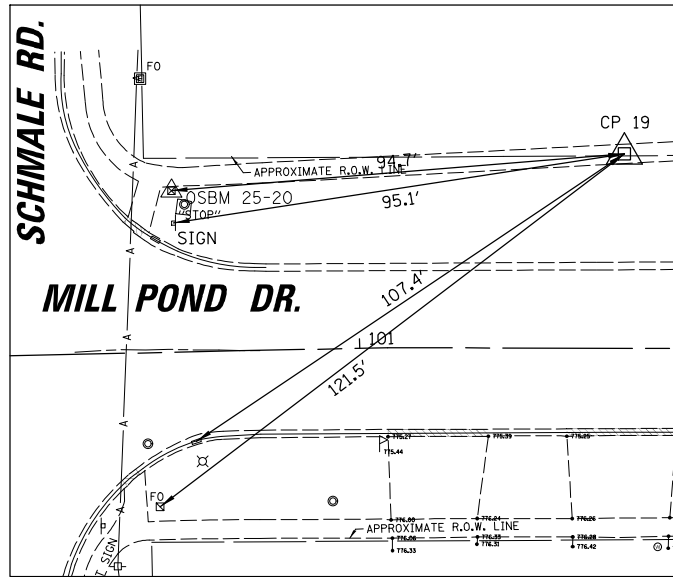 SCHMALE RD.
FO
CP 19
94.7'
APPROXIMATE R.O.W. LINE
OSBM 25-20
95.1'
"STOP"
SIGN
A
MILL POND DR.
107.4'
101
121.5'
A
A
775.27
775.39
775.25
775.44
FO
A
776.00
776.24
776.26
APPROXIMATE R.O.W. LINE
776.06
776.33
776.28
776.33
776.31
776.42
SIGN